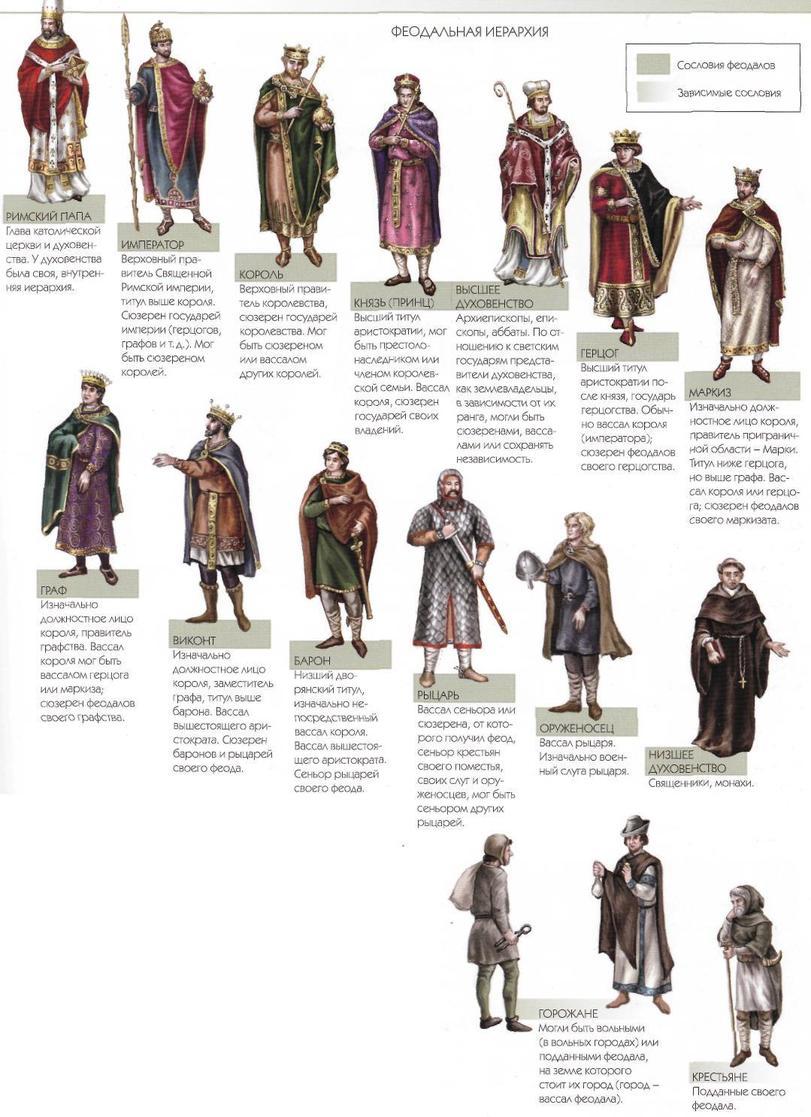 ФЕОДАЛЬНАЯ ИЕРАРХИЯ
Сословия феодалов
Зависимые сословия
РИМСКИЙ ПАПА
Глава католической
церкви и духовен-
ства. У духовенства
была своя, внутрен-
няя иерархия.
ИМПЕРАТОР
Верховный пра-
витель Священной
Римской империи,
титул выше короля.
Сюзерен государей
империи (герцогов,
графов и т.д.). Мог
быть сюзереном
королей.
КОРОЛЬ
Верховный прави-
тель королевства,
сюзерен государей
королевства. Мог
быть сюзереном
или вассалом
других королей.
КНЯЗЬ (ПРИНЦ)
Высший титул
аристократии, мог
быть престоло-
наследником или
членом королев-
ской семьи. Вассал
короля, сюзерен
государей своих
владений.
ВЫСШЕЕ
ДУХОВЕНСТВО
Архиепископы, епи-
скопы, аббаты. По от-
ношению к светским
государям предста-
вители духовенства,
как землевладельцы,
в зависимости от их
ранга, могли быть
сюзеренами, васса-
лами или сохранять
независимость.
ГЕРЦОГ
Высший титул
аристократии по-
сле князя, государь
герцогства. Обыч-
но вассал короля
(императора);
сюзерен феодалов
своего герцогства.
МАРКИЗ
Изначально долж-
ностное лицо короля,
правитель приграни-
чной области – Марки.
Титул ниже герцога,
но выше графа. Вас-
сал короля или герцо-
га; сюзерен феодалов
своего маркизата.
ГРАФ
Изначально
должностное лицо
короля, правитель
графства. Вассал
короля мог быть
вассалом герцога
или маркиза;
сюзерен феодалов
своего графства.
ВИКОНТ
Изначально
должностное лицо
короля, заместитель
графа, титул выше
барона. Вассал
вышестоящего ари-
стократа. Сюзерен
баронов и рыцарей
своего феода.
БАРОН
Низший дво-
рянский титул,
изначально не-
посредственный
вассал короля.
Вассал вышестоя-
щего аристократа.
Сеньор рыцарей
своего феода.
РЫЦАРЬ
Вассал сеньора или
сюзерена, от кото-
рого получил феод,
сеньор крестьян
своего поместья,
своих слуг и ору-
женосцев, мог быть
сеньором других
рыцарей.
ОРУЖЕНОСЕЦ
Вассал рыцаря.
Изначально воен-
ный слуга рыцаря.
НИЗШЕЕ
ДУХОВЕНСТВО
Священники, монахи.
ГОРОЖАНЕ
Могли быть вольными
(в вольных городах) или
подданными феодала,
на земле которого
стоит их город (город –
вассал феодала).
КРЕСТЬЯНЕ
Подданные своего
феодала.